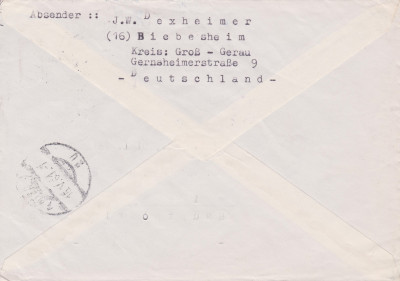 Absender :: J.W. Dexheimer
(16) Biebesheim
Kreis: Groß - Gerau
Gernsheimerstraße 9
- Deutschland -